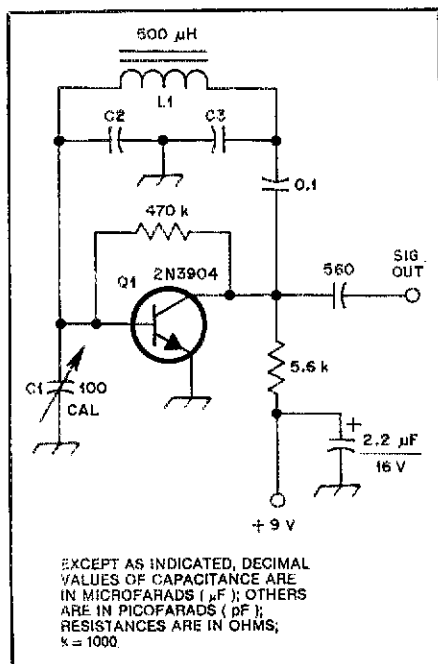 500 µH
L1
C2
C3
0.1
470 k
SIG.
OUT
Q1
2N3904
560
5.6 k
C1
100
CAL
+
2.2 µF
16 V
+ 9 V
EXCEPT AS INDICATED, DECIMAL
VALUES OF CAPACITANCE ARE
IN MICROFARADS ( µF ); OTHERS
ARE IN PICOFARADS ( pF );
RESISTANCES ARE IN OHMS;
k = 1000.